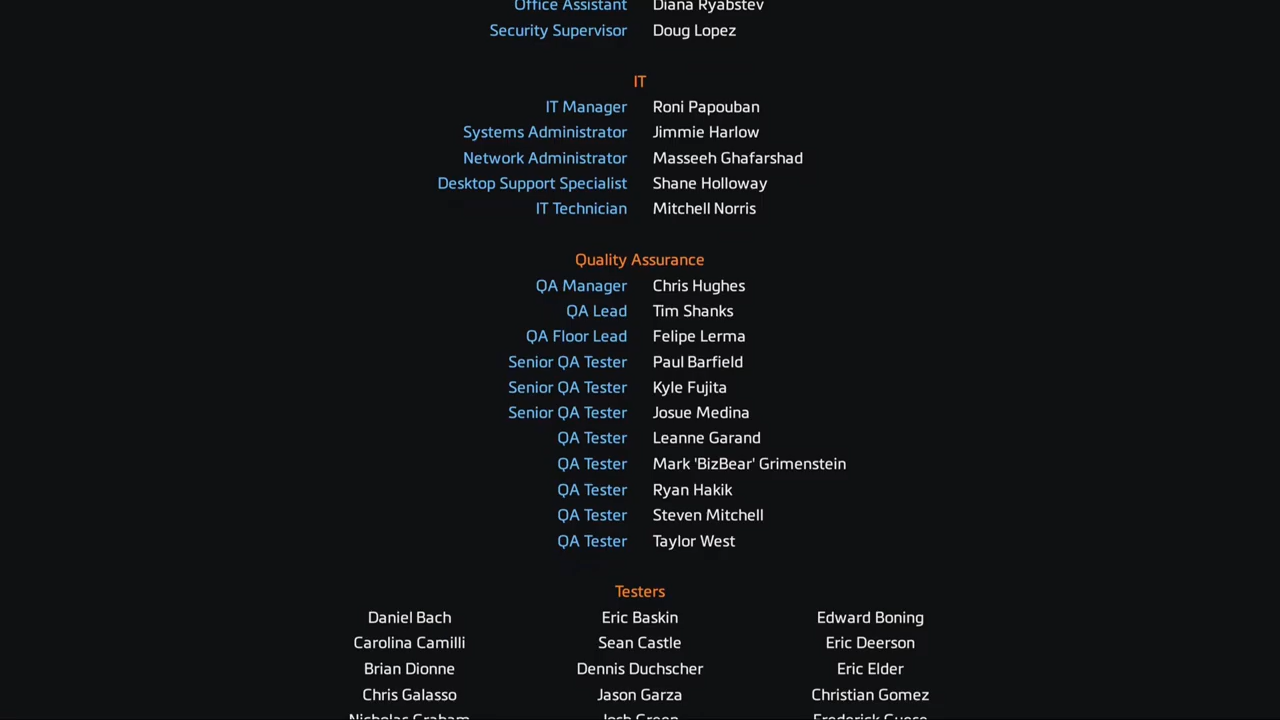 Office Assistant Diana Ryabstev
Security Supervisor Doug Lopez
IT
IT Manager Roni Papouban
Systems Administrator Jimmie Harlow
Network Administrator Masseeh Ghafarshad
Desktop Support Specialist Shane Holloway
IT Technician Mitchell Norris
Quality Assurance
QA Manager Chris Hughes
QA Lead Tim Shanks
QA Floor Lead Felipe Lerma
Senior QA Tester Paul Barfield
Senior QA Tester Kyle Fujita
Senior QA Tester Josue Medina
QA Tester Leanne Garand
QA Tester Mark 'BizBear' Grimenstein
QA Tester Ryan Hakik
QA Tester Steven Mitchell
QA Tester Taylor West
Testers
Daniel Bach Eric Baskin Edward Boning
Carolina Camilli Sean Castle Eric Deerson
Brian Dionne Dennis Duchscher Eric Elder
Chris Galasso Jason Garza Christian Gomez
Nicholas Graham Josh Green Frederick